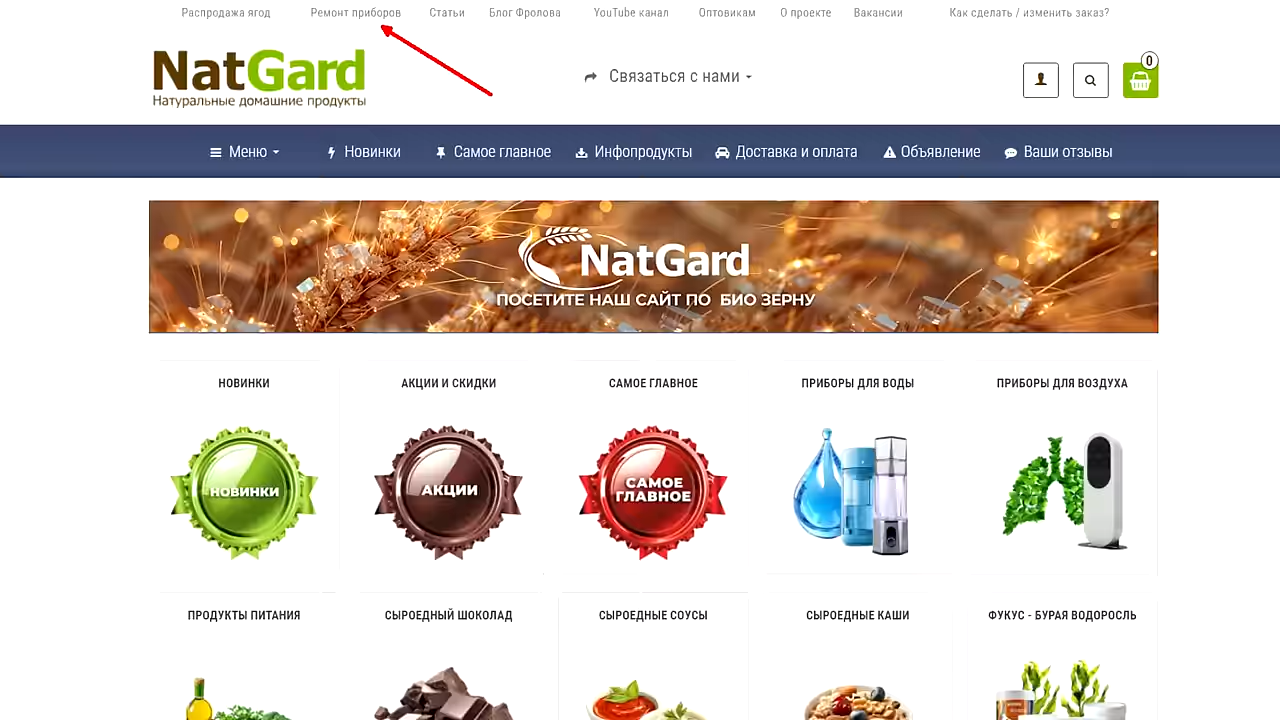 Распродажа ягод Ремонт приборов Статьи Блог Фролова YouTube канал Оптовикам О проекте Вакансии Как сделать / изменить заказ?
NatGard
Натуральные домашние продукты
Связаться с нами
0
Меню Новинки Самое главное Инфопродукты Доставка и оплата Объявление Ваши отзывы
NatGard
ПОСЕТИТЕ НАШ САЙТ ПО БИО ЗЕРНУ
НОВИНКИ АКЦИИ И СКИДКИ САМОЕ ГЛАВНОЕ ПРИБОРЫ ДЛЯ ВОДЫ ПРИБОРЫ ДЛЯ ВОЗДУХА
НОВИНКИ
АКЦИИ
САМОЕ
ГЛАВНОЕ
ПРОДУКТЫ ПИТАНИЯ СЫРОЕДНЫЙ ШОКОЛАД СЫРОЕДНЫЕ СОУСЫ СЫРОЕДНЫЕ КАШИ ФУКУС - БУРАЯ ВОДОРОСЛЬ